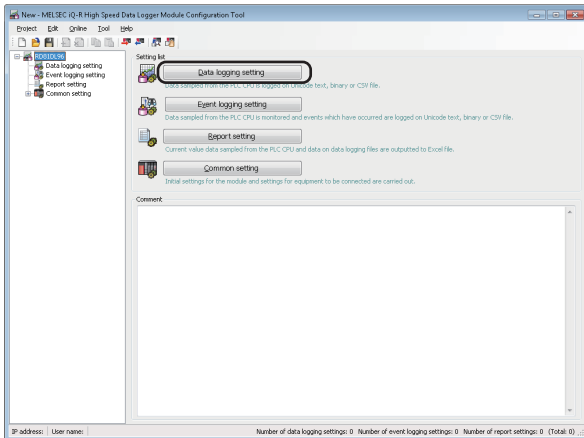 New - MELSEC iQ-R High Speed Data Logger Module Configuration Tool
Project Edit Online Tool Help
RD81DL96
Data logging setting
Event logging setting
Report setting
Common setting
Setting list
Data logging setting
Data sampled from the PLC CPU is logged on Unicode text, binary or CSV file.
Event logging setting
Data sampled from the PLC CPU is monitored and events which have occurred are logged on Unicode text, binary or CSV file.
Report setting
Current value data sampled from the PLC CPU and data on data logging files are outputted to Excel file.
Common setting
Initial settings for the module and settings for equipment to be connected are carried out.
Comment
IP address: User name: Number of data logging settings: 0 Number of event logging settings: 0 Number of report settings: 0 (Total: 0)